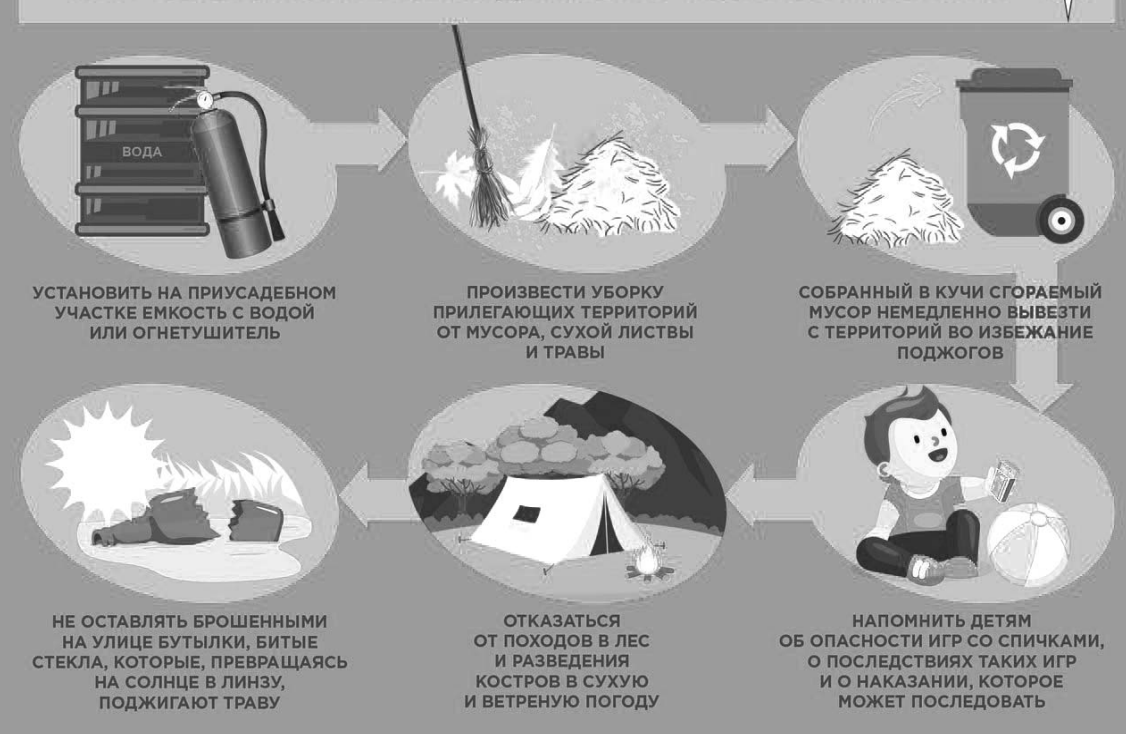 ВОДА
УСТАНОВИТЬ НА ПРИУСАДЕБНОМ
УЧАСТКЕ ЕМКОСТЬ С ВОДОЙ
ИЛИ ОГНЕТУШИТЕЛЬ
ПРОИЗВЕСТИ УБОРКУ
ПРИЛЕГАЮЩИХ ТЕРРИТОРИЙ
ОТ МУСОРА, СУХОЙ ЛИСТВЫ
И ТРАВЫ
СОБРАННЫЙ В КУЧИ СГОРАЕМЫЙ
МУСОР НЕМЕДЛЕННО ВЫВЕЗТИ
С ТЕРРИТОРИЙ ВО ИЗБЕЖАНИЕ
ПОДЖОГОВ
НАПОМНИТЬ ДЕТЯМ
ОБ ОПАСНОСТИ ИГР СО СПИЧКАМИ,
О ПОСЛЕДСТВИЯХ ТАКИХ ИГР
И О НАКАЗАНИИ, КОТОРОЕ
МОЖЕТ ПОСЛЕДОВАТЬ
ОТКАЗАТЬСЯ
ОТ ПОХОДОВ В ЛЕС
И РАЗВЕДЕНИЯ
КОСТРОВ В СУХУЮ
И ВЕТРЕНУЮ ПОГОДУ
НЕ ОСТАВЛЯТЬ БРОШЕННЫМИ
НА УЛИЦЕ БУТЫЛКИ, БИТЫЕ
СТЕКЛА, КОТОРЫЕ, ПРЕВРАЩАЯСЬ
НА СОЛНЦЕ В ЛИНЗУ,
ПОДЖИГАЮТ ТРАВУ